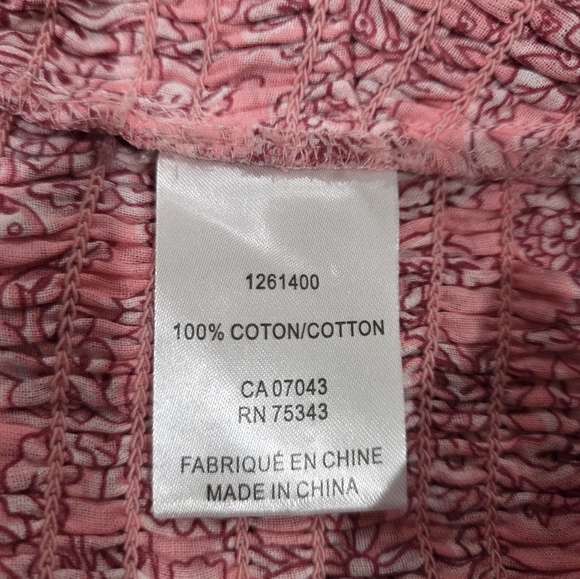 1261400
100% COTON/COTTON
CA 07043
RN 75343
FABRIQUÉ EN CHINE
MADE IN CHINA